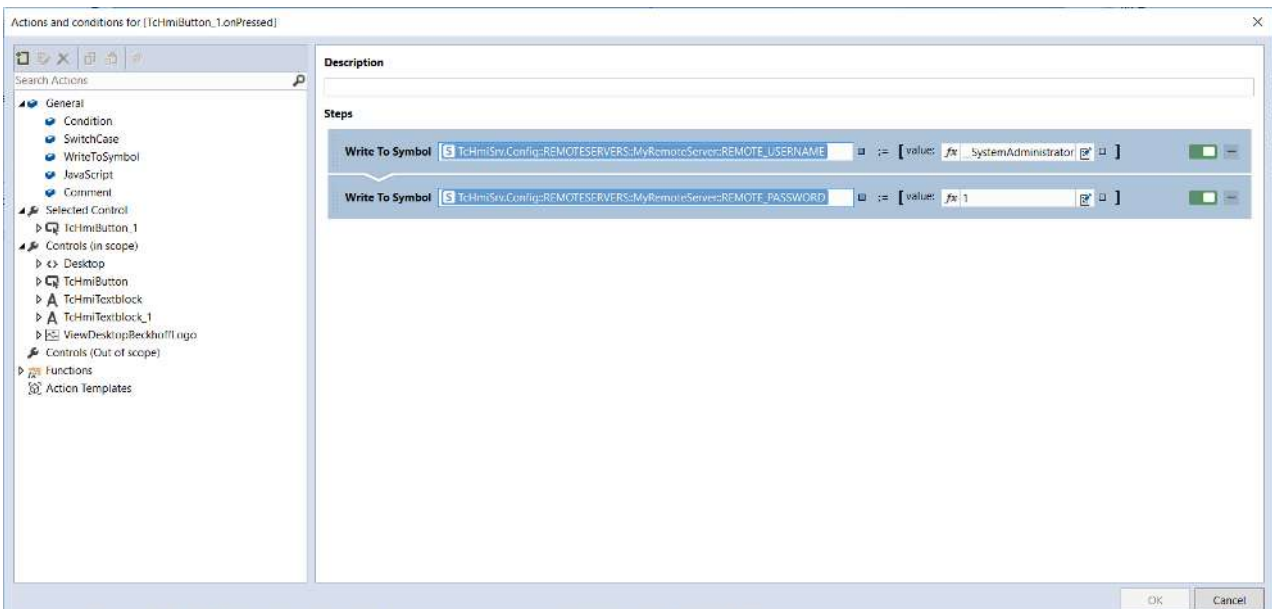 Actions and conditions for [TcHmiButton_1.onPressed]
Search Actions
General
Condition
SwitchCase
WriteToSymbol
JavaScript
Comment
Selected Control
TcHmiButton_1
Controls (in scope)
Desktop
TcHmiButton
TcHmiTextblock
TcHmiTextblock_1
ViewDesktopBeckhoffLogo
Controls (Out of scope)
Functions
Action Templates
Description
Steps
Write To Symbol S TcHmiSrv.Config::REMOTESERVERS::MyRemoteServer::REMOTE_USERNAME := [ value: fx __SystemAdministrator ]
Write To Symbol S TcHmiSrv.Config::REMOTESERVERS::MyRemoteServer::REMOTE_PASSWORD := [ value: fx 1 ]
OK Cancel